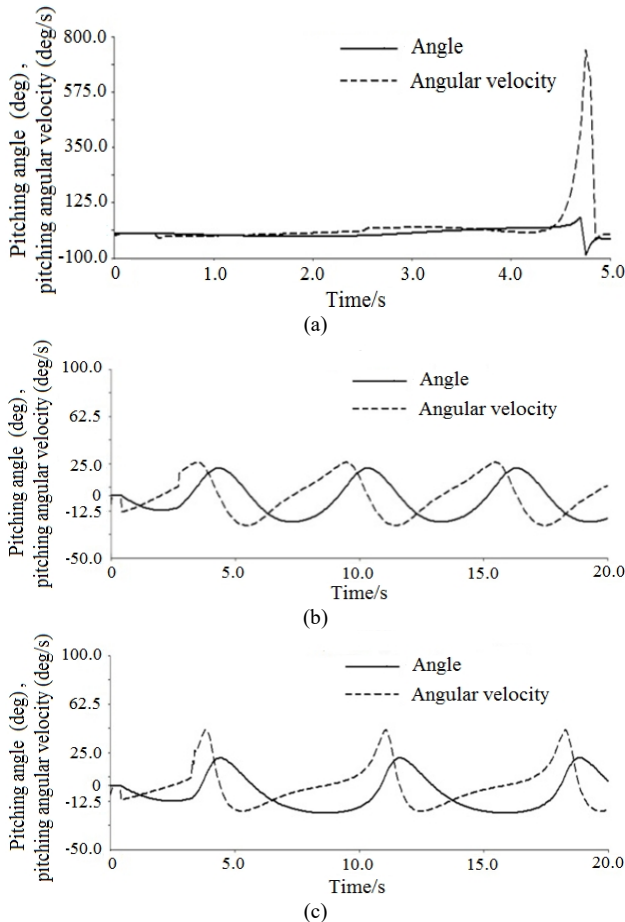 800.0
575.0
350.0
125.0
-100.0
Pitching angle (deg),
pitching angular velocity (deg/s)
Angle
Angular velocity
0 1.0 2.0 3.0 4.0 5.0
Time/s
(a)
100.0
62.5
25.0
0
-12.5
-50.0
Pitching angle (deg),
pitching angular velocity (deg/s)
Angle
Angular velocity
0 5.0 10.0 15.0 20.0
Time/s
(b)
100.0
62.5
25.0
0
-12.5
-50.0
Pitching angle (deg),
pitching angular velocity (deg/s)
Angle
Angular velocity
0 5.0 10.0 15.0 20.0
Time/s
(c)